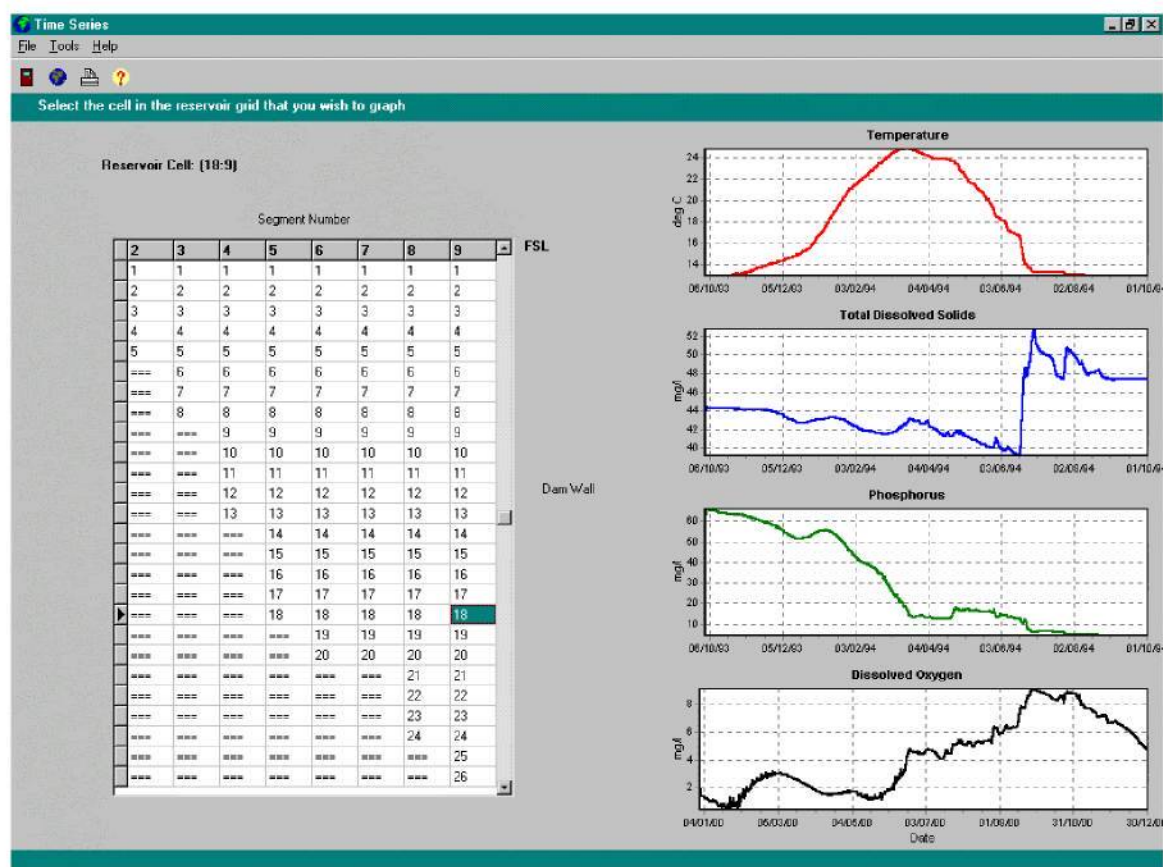 Time Series
File Tools Help
Select the cell in the reservoir grid that you wish to graph
Reservoir Cell: (18:9)
Segment Number
FSL
2 3 4 5 6 7 8 9
1 1 1 1 1 1 1 1
2 2 2 2 2 2 2 2
3 3 3 3 3 3 3 3
4 4 4 4 4 4 4 4
5 5 5 5 5 5 5 5
=== 6 6 6 6 6 6 6
=== 7 7 7 7 7 7 7
=== 8 8 8 8 8 8 8
=== === 9 9 9 9 9 9
=== === 10 10 10 10 10 10
=== === 11 11 11 11 11 11
=== === 12 12 12 12 12 12
=== === 13 13 13 13 13 13
=== === === 14 14 14 14 14
=== === === 15 15 15 15 15
=== === === 16 16 16 16 16
=== === === 17 17 17 17 17
=== === === 18 18 18 18 18
=== === === === 19 19 19 19
=== === === === 20 20 20 20
=== === === === === === 21 21
=== === === === === === 22 22
=== === === === === === 23 23
=== === === === === === 24 24
=== === === === === === === 25
=== === === === === === === 26
Dam Wall
Temperature
24
22
20
18
16
14
deg C
06/10/93 05/12/93 03/02/94 04/04/94 03/06/94 02/08/94 01/10/9
Total Dissolved Solids
52
50
48
46
44
42
40
mg/l
06/10/93 05/12/93 03/02/94 04/04/94 03/06/94 02/08/94 01/10/9
Phosphorus
60
50
40
30
20
10
mg/l
06/10/93 05/12/93 03/02/94 04/04/94 03/06/94 02/08/94 01/10/9
Dissolved Oxygen
8
6
4
2
mg/l
04/01/00 05/03/00 04/05/00 03/07/00 01/09/00 31/10/00 30/12/0
Date